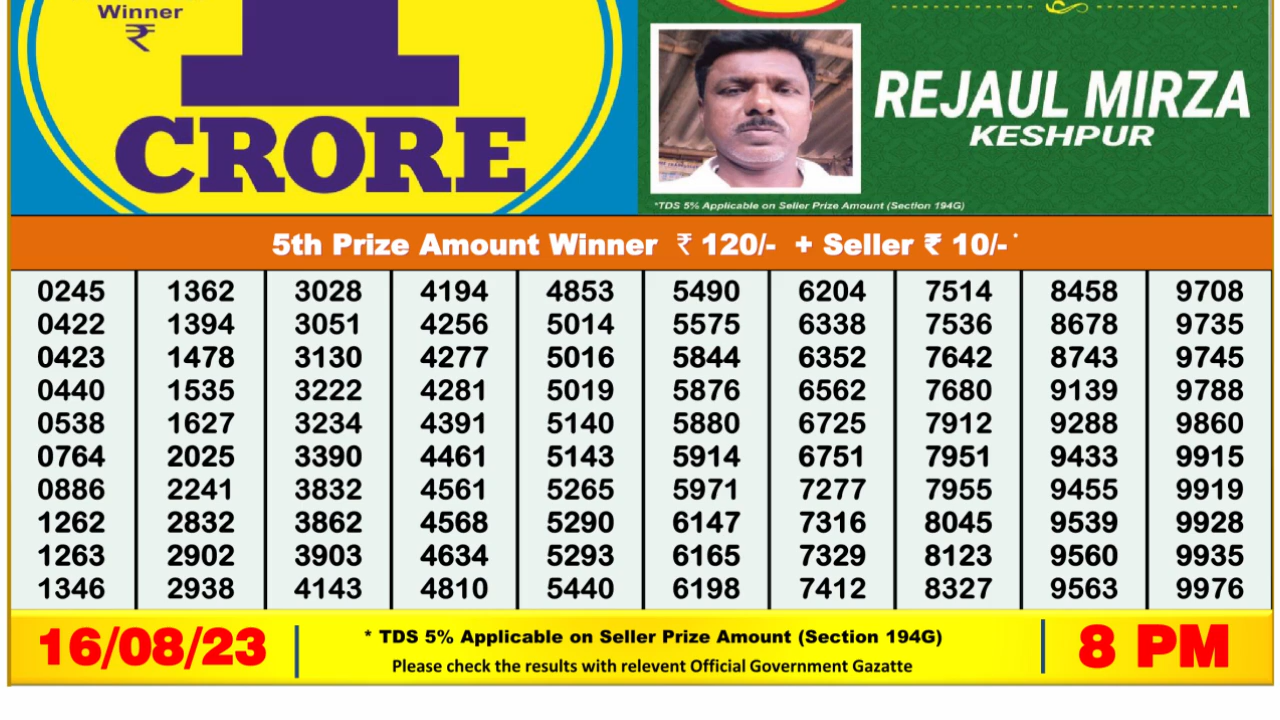 Winner
₹
1
CRORE
REJAUL MIRZA
KESHPUR
*TDS 5% Applicable on Seller Prize Amount (Section 194G)
5th Prize Amount Winner ₹ 120/- + Seller ₹ 10/- *
0245 1362 3028 4194 4853 5490 6204 7514 8458 9708
0422 1394 3051 4256 5014 5575 6338 7536 8678 9735
0423 1478 3130 4277 5016 5844 6352 7642 8743 9745
0440 1535 3222 4281 5019 5876 6562 7680 9139 9788
0538 1627 3234 4391 5140 5880 6725 7912 9288 9860
0764 2025 3390 4461 5143 5914 6751 7951 9433 9915
0886 2241 3832 4561 5265 5971 7277 7955 9455 9919
1262 2832 3862 4568 5290 6147 7316 8045 9539 9928
1263 2902 3903 4634 5293 6165 7329 8123 9560 9935
1346 2938 4143 4810 5440 6198 7412 8327 9563 9976
16/08/23
* TDS 5% Applicable on Seller Prize Amount (Section 194G)
Please check the results with relevent Official Government Gazatte
8 PM